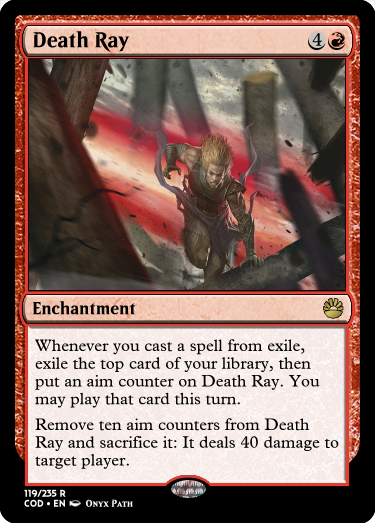 Death Ray
4
Enchantment
Whenever you cast a spell from exile,
exile the top card of your library, then
put an aim counter on Death Ray. You
may play that card this turn.
Remove ten aim counters from Death
Ray and sacrifice it: It deals 40 damage to
target player.
119/235 R
COD • EN Onyx Path